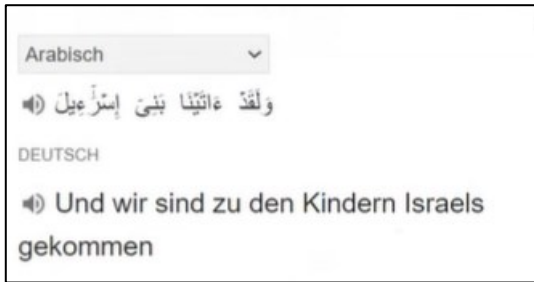 Arabisch
وَلَقَدْ ءَاتَيْنَا بَنِىٓ إِسْرَٰٓءِيلَ
DEUTSCH
Und wir sind zu den Kindern Israels
gekommen